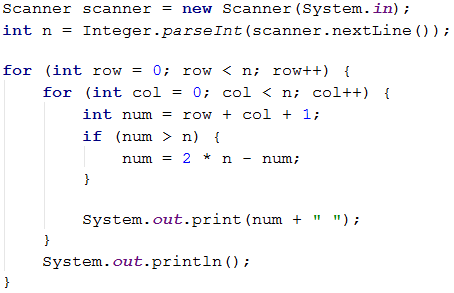 Scanner scanner = new Scanner(System.in);
int n = Integer.parseInt(scanner.nextLine());

for (int row = 0; row < n; row++) {
    for (int col = 0; col < n; col++) {
        int num = row + col + 1;
        if (num > n) {
            num = 2 * n - num;
        }

        System.out.print(num + " ");
    }
    System.out.println();
}